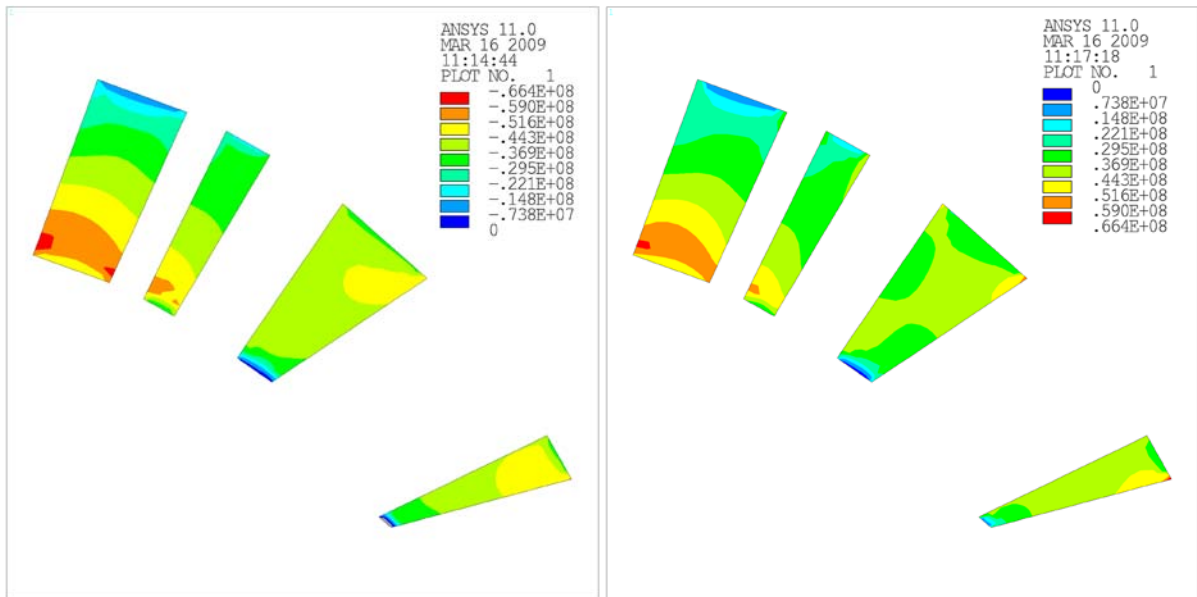 1
ANSYS 11.0
MAR 16 2009
11:14:44
PLOT NO. 1
-.664E+08
-.590E+08
-.516E+08
-.443E+08
-.369E+08
-.295E+08
-.221E+08
-.148E+08
-.738E+07
0
1
ANSYS 11.0
MAR 16 2009
11:17:18
PLOT NO. 1
0
.738E+07
.148E+08
.221E+08
.295E+08
.369E+08
.443E+08
.516E+08
.590E+08
.664E+08